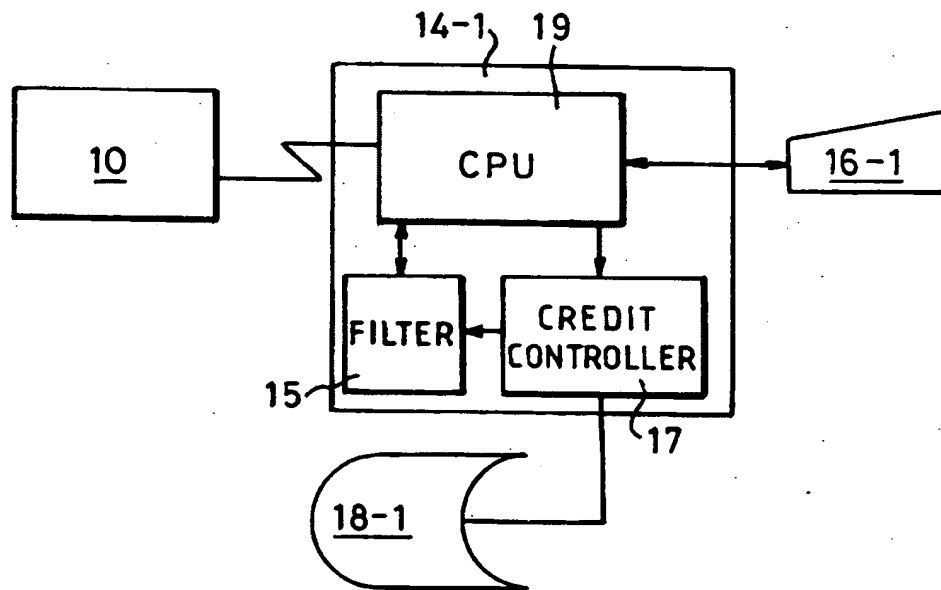 14-1 19
10
CPU
16-1
FILTER
CREDIT
CONTROLLER
15
17
18-1